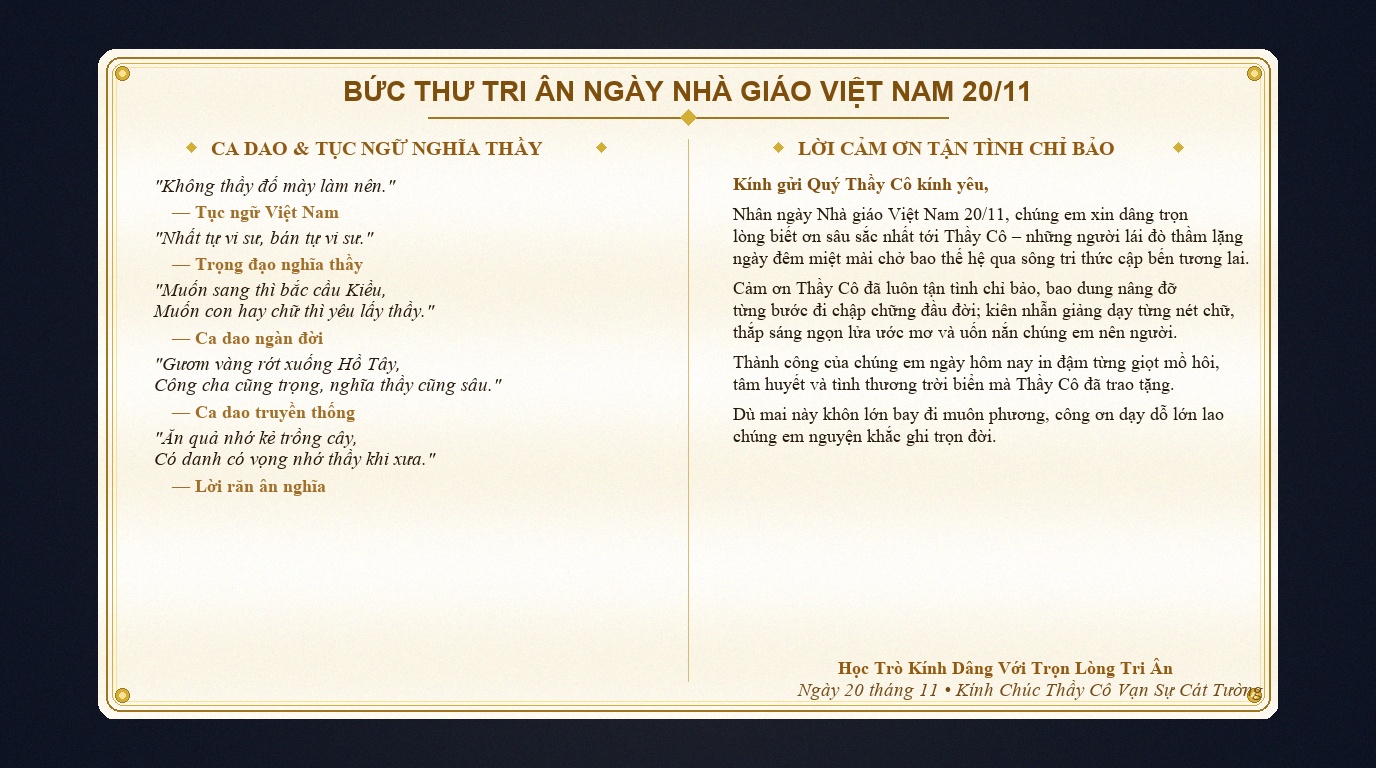 BỨC THƯ TRI ÂN NGÀY NHÀ GIÁO VIỆT NAM 20/11
CA DAO & TỤC NGỮ NGHĨA THẦY
"Không thầy đố mày làm nên."
— Tục ngữ Việt Nam
"Nhất tự vi sư, bán tự vi sư."
— Trọng đạo nghĩa thầy
"Muốn sang thì bắc cầu Kiều,
Muốn con hay chữ thì yêu lấy thầy."
— Ca dao ngàn đời
"Gươm vàng rớt xuống Hồ Tây,
Công cha cũng trọng, nghĩa thầy cũng sâu."
— Ca dao truyền thống
"Ăn quả nhớ kẻ trồng cây,
Có danh có vọng nhớ thầy khi xưa."
— Lời răn ân nghĩa
LỜI CẢM ƠN TẬN TÌNH CHỈ BẢO
Kính gửi Quý Thầy Cô kính yêu,
Nhân ngày Nhà giáo Việt Nam 20/11, chúng em xin dâng trọn
lòng biết ơn sâu sắc nhất tới Thầy Cô – những người lái đò thầm lặng
ngày đêm miệt mài chở bao thế hệ qua sông tri thức cập bến tương lai.
Cảm ơn Thầy Cô đã luôn tận tình chỉ bảo, bao dung nâng đỡ
từng bước đi chập chững đầu đời; kiên nhẫn giảng dạy từng nét chữ,
thắp sáng ngọn lửa ước mơ và uốn nắn chúng em nên người.
Thành công của chúng em ngày hôm nay in đậm từng giọt mồ hôi,
tâm huyết và tình thương trời biển mà Thầy Cô đã trao tặng.
Dù mai này khôn lớn bay đi muôn phương, công ơn dạy dỗ lớn lao
chúng em nguyện khắc ghi trọn đời.
Học Trò Kính Dâng Với Trọn Lòng Tri Ân
Ngày 20 tháng 11 • Kính Chúc Thầy Cô Vạn Sự Cát Tường